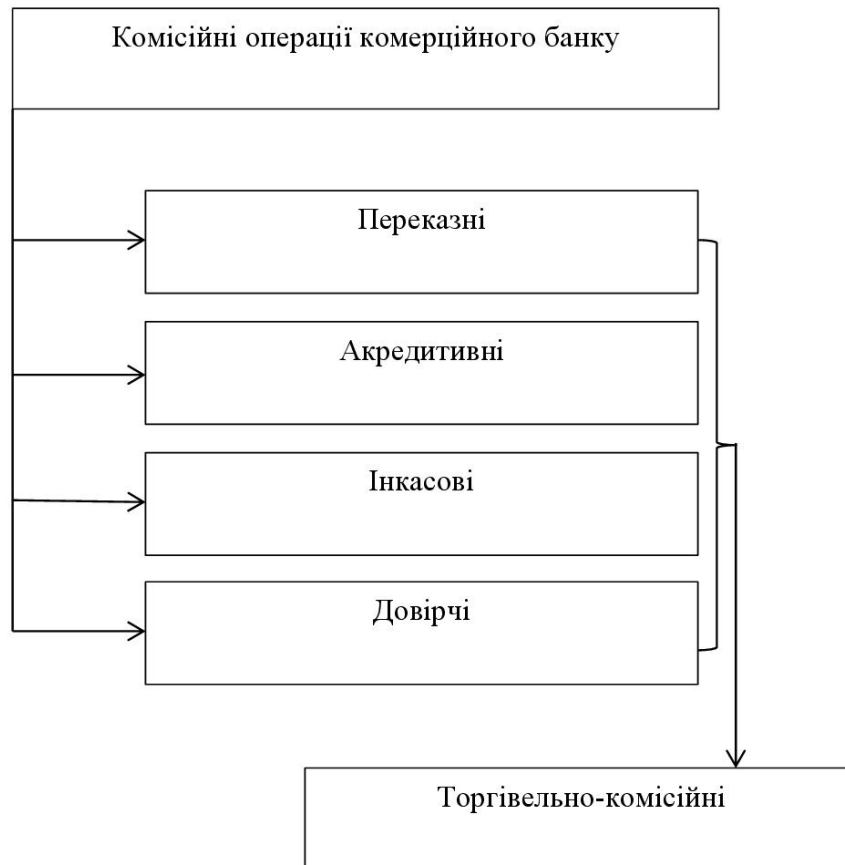 Комісійні операції комерційного банку
Переказні
Акредитивні
Інкасові
Довірчі
Торгівельно-комісійні